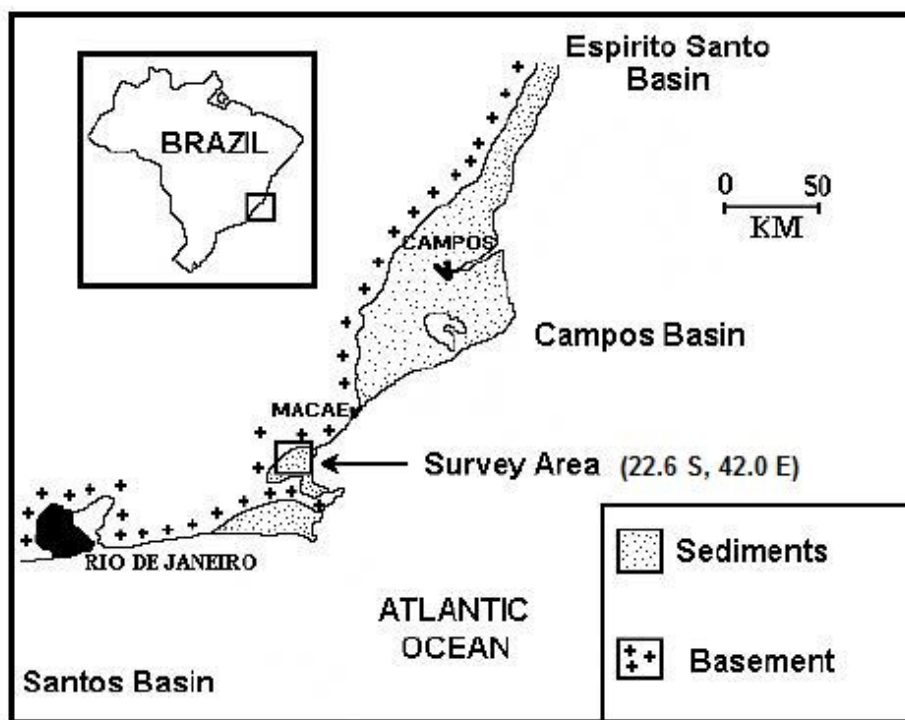 Espirito Santo
Basin
BRAZIL
0 50
KM
CAMPOS
Campos Basin
MACAE
Survey Area (22.6 S, 42.0 E)
RIO DE JANEIRO
Sediments
ATLANTIC
OCEAN
Basement
Santos Basin